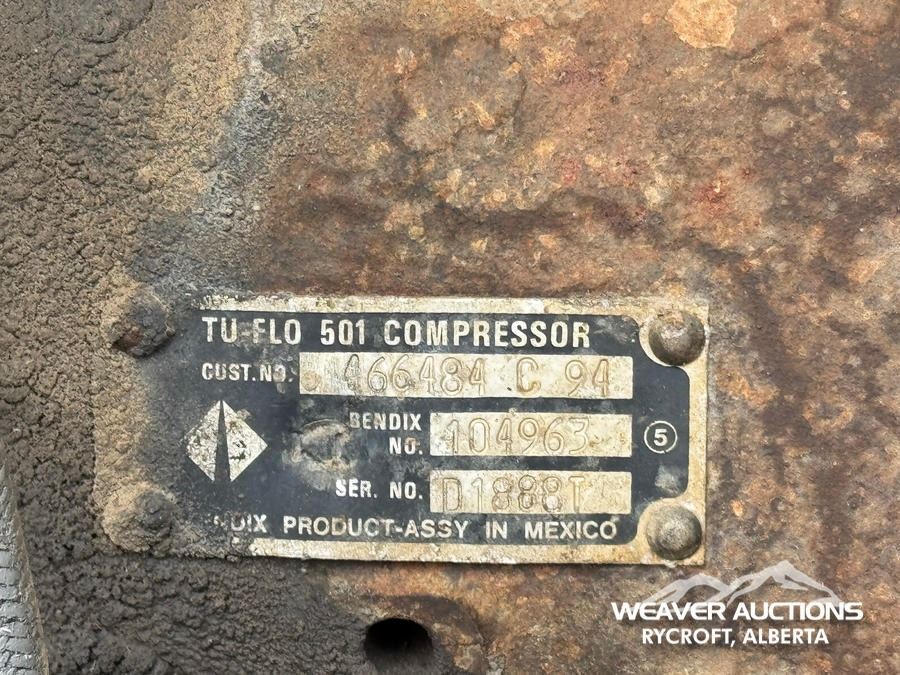 TU-FLO 501 COMPRESSOR
CUST. NO. 466484 C 94
BENDIX
NO. 104963
SER. NO. D1888T
DIX PRODUCT-ASSY IN MEXICO
5
WEAVER AUCTIONS
RYCROFT, ALBERTA